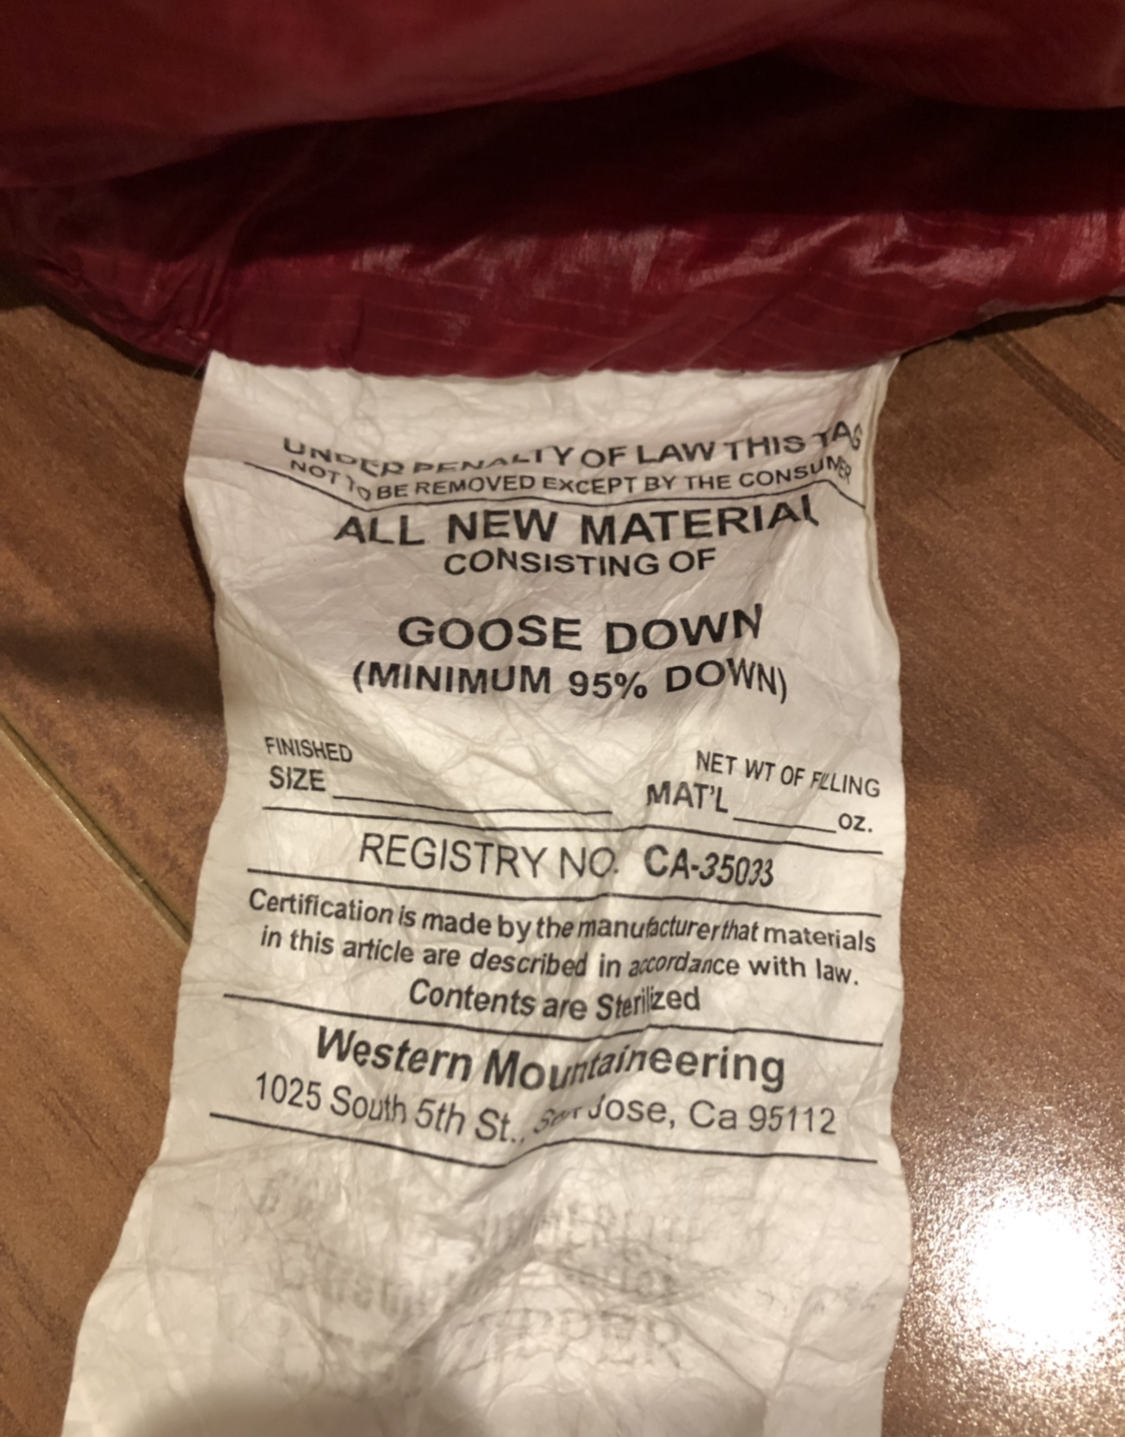 UNDER PENALTY OF LAW THIS TAG
NOT TO BE REMOVED EXCEPT BY THE CONSUMER
ALL NEW MATERIAL
CONSISTING OF
GOOSE DOWN
(MINIMUM 95% DOWN)
FINISHED
SIZE
NET WT OF FILLING
MAT'L oz.
REGISTRY NO. CA-35033
Certification is made by the manufacturer that materials
in this article are described in accordance with law.
Contents are Sterilized
Western Mountaineering
1025 South 5th St., San Jose, Ca 95112